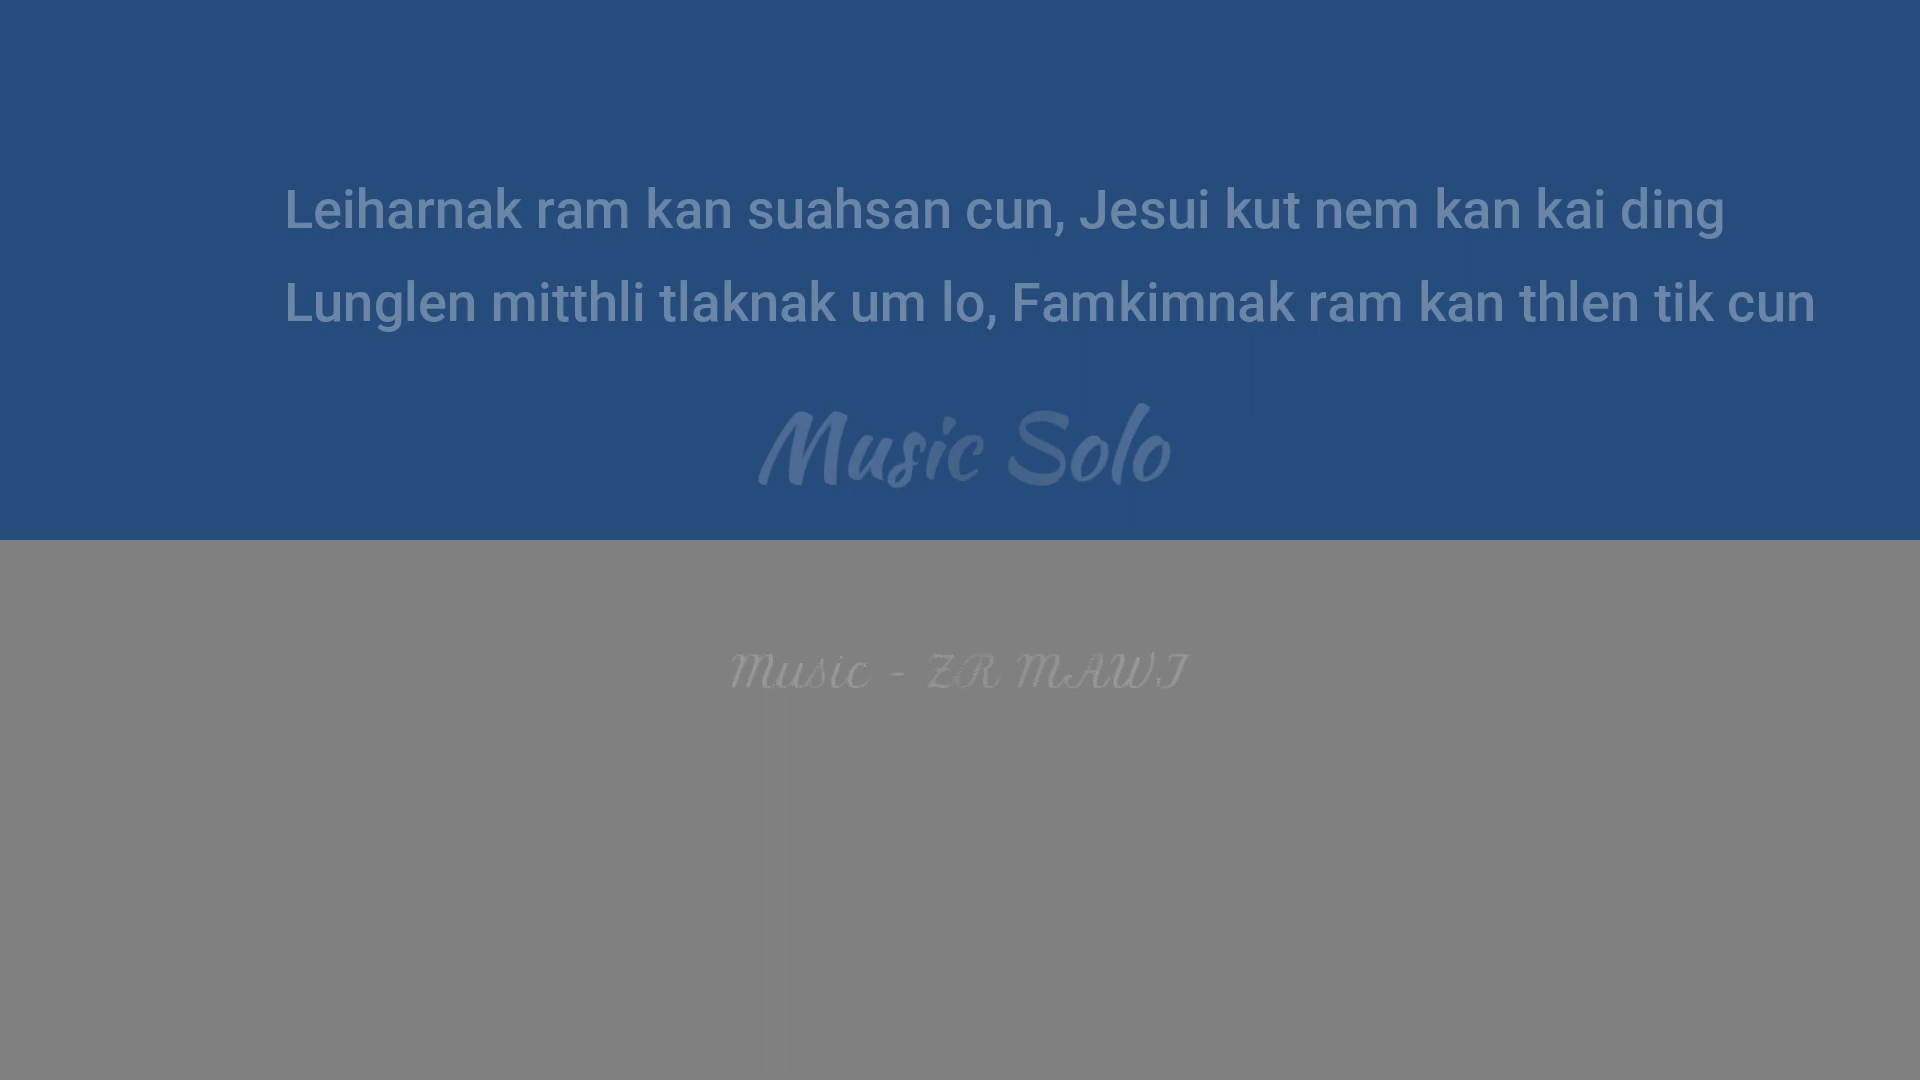 Leiharnak ram kan suahsan cun, Jesui kut nem kan kai ding
Lunglen mitthli tlaknak um lo, Famkimnak ram kan thlen tik cun
Music Solo
Music - ZR MAWI